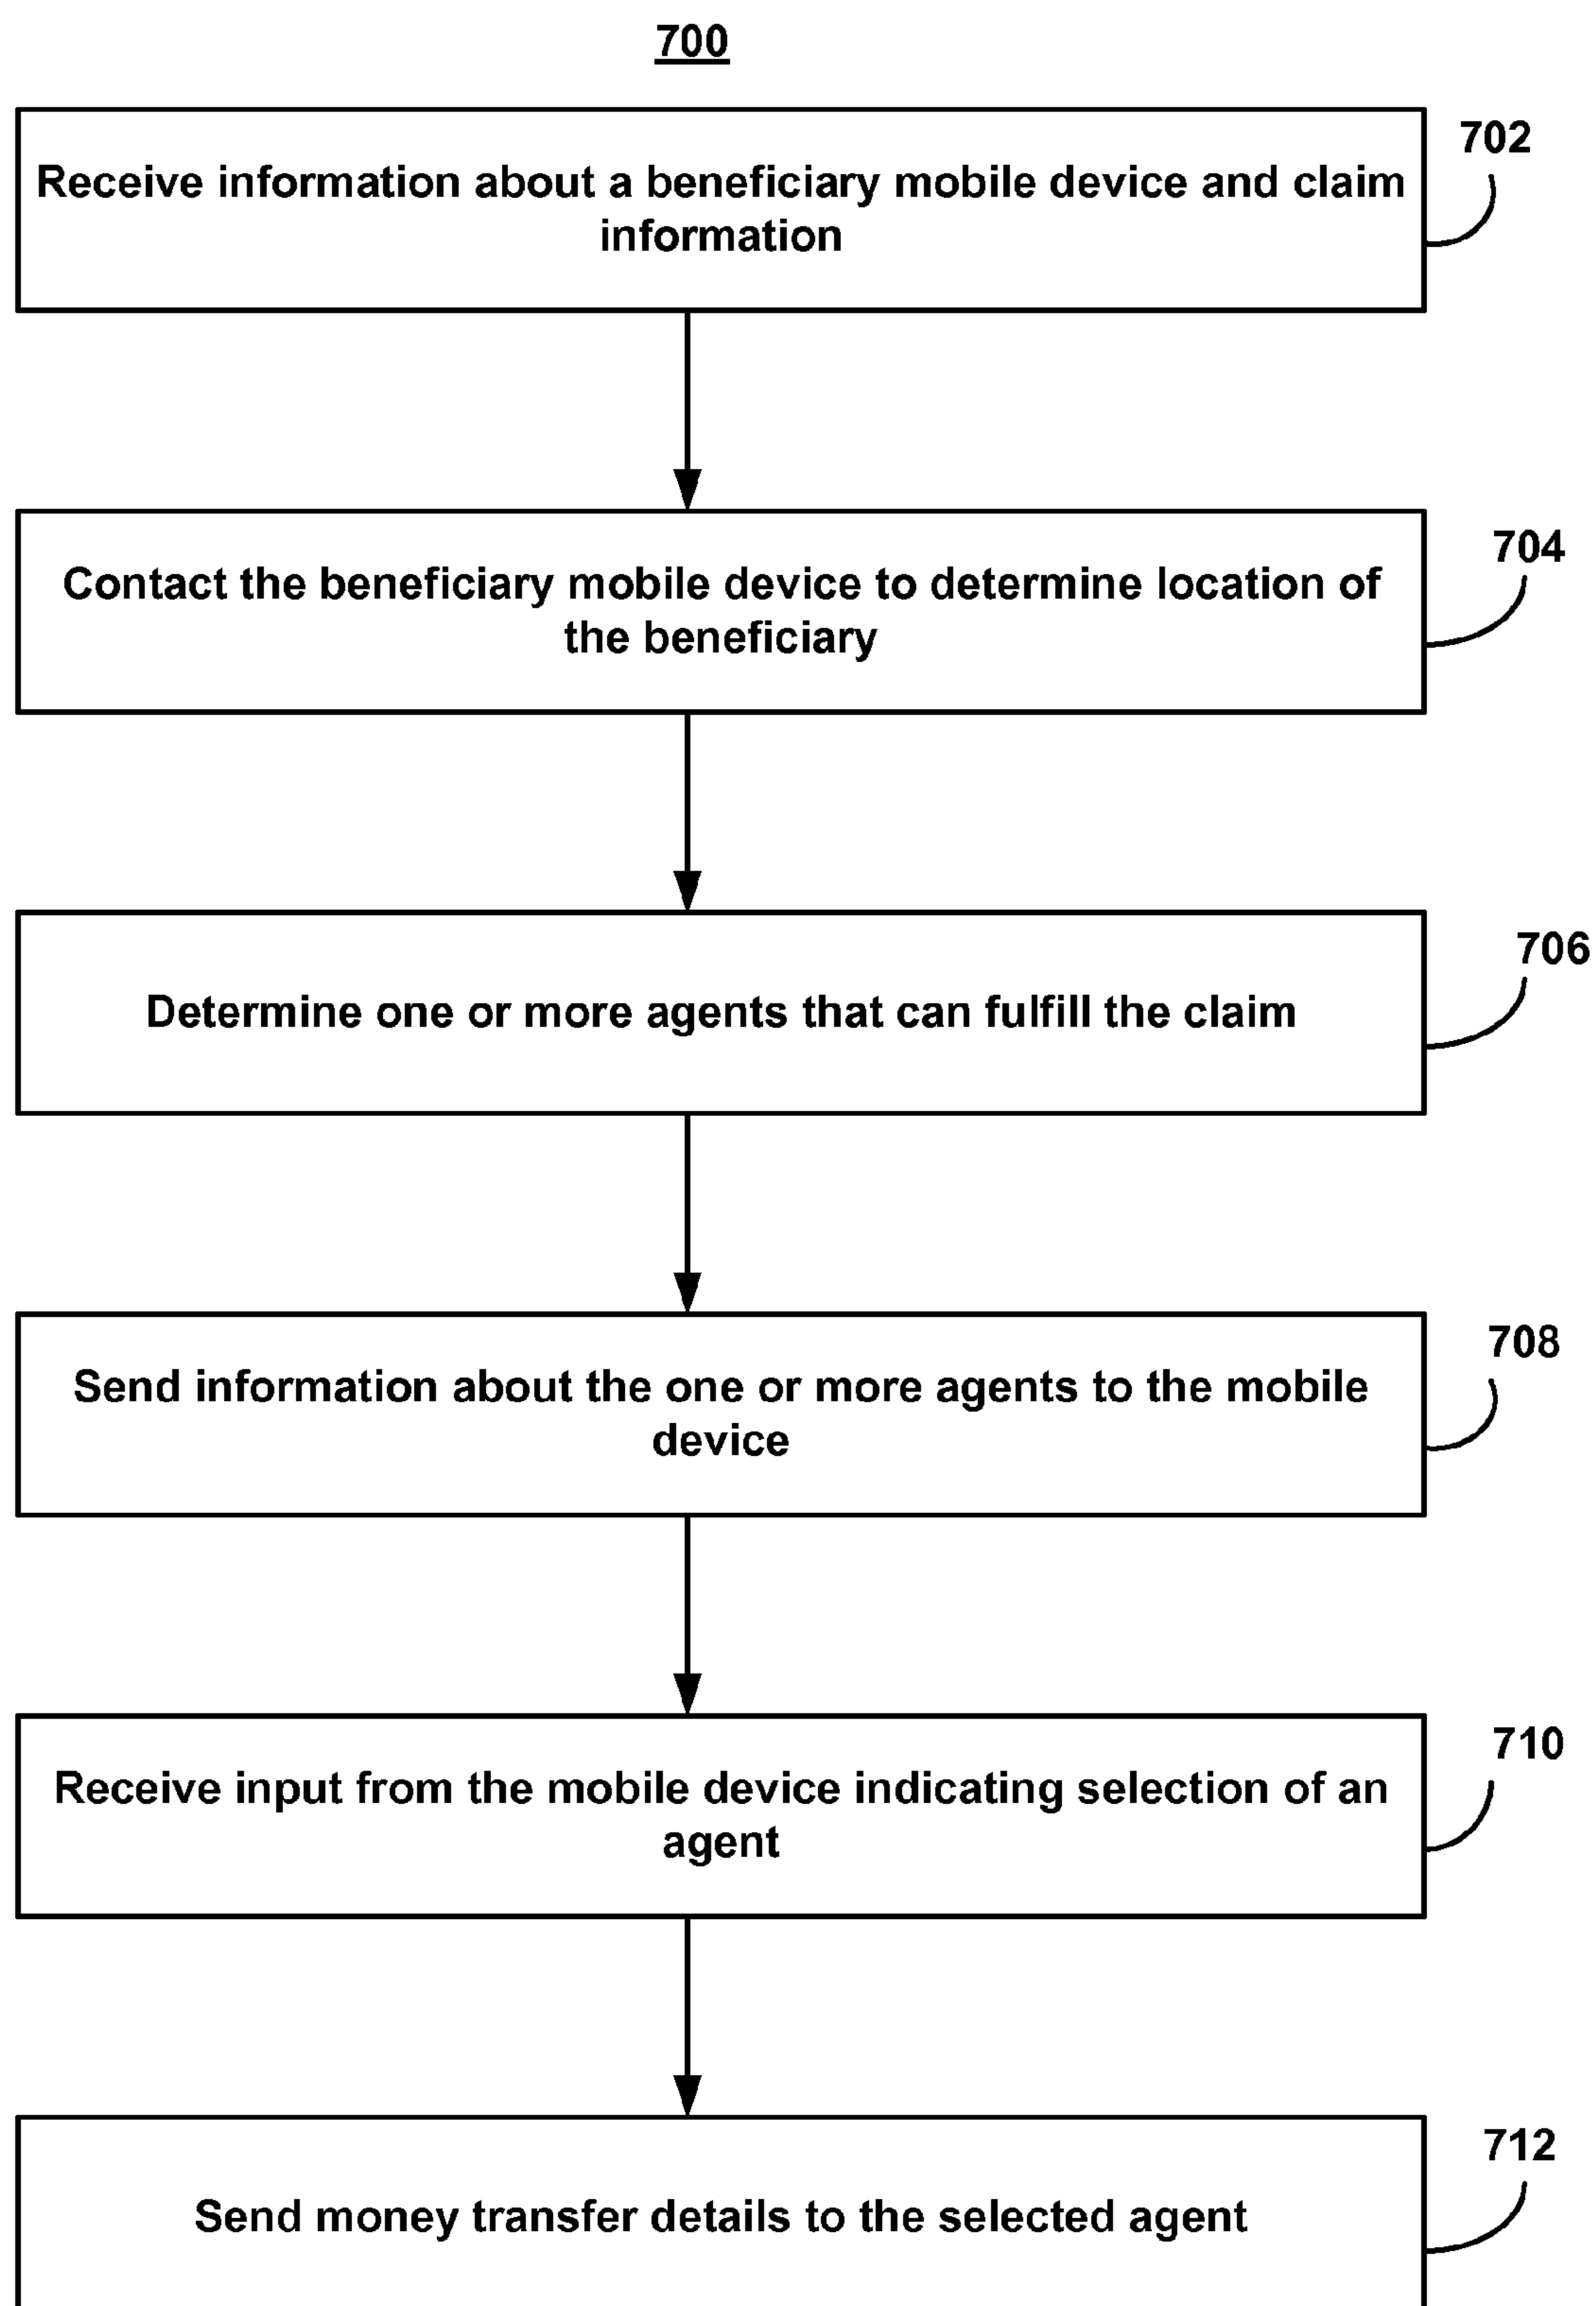 700
702
Receive information about a beneficiary mobile device and claim
information
704
Contact the beneficiary mobile device to determine location of
the beneficiary
706
Determine one or more agents that can fulfill the claim
708
Send information about the one or more agents to the mobile
device
710
Receive input from the mobile device indicating selection of an
agent
712
Send money transfer details to the selected agent